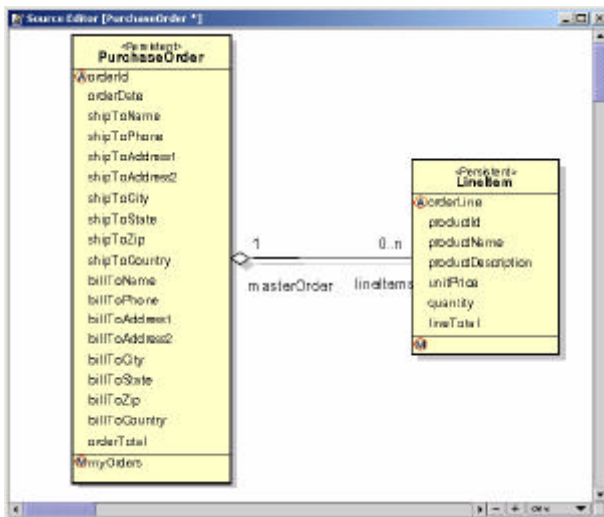 Source Editor [PurchaseOrder *]
«Persistent»
PurchaseOrder
orderId
orderDate
shipToName
shipToPhone
shipToAddress1
shipToAddress2
shipToCity
shipToState
shipToZip
shipToCountry
billToName
billToPhone
billToAddress1
billToAddress2
billToCity
billToState
billToZip
billToCountry
orderTotal
M myOrders
1
0..n
masterOrder
lineItems
«Persistent»
LineItem
A orderLine
productId
productName
productDescription
unitPrice
quantity
lineTotal
M